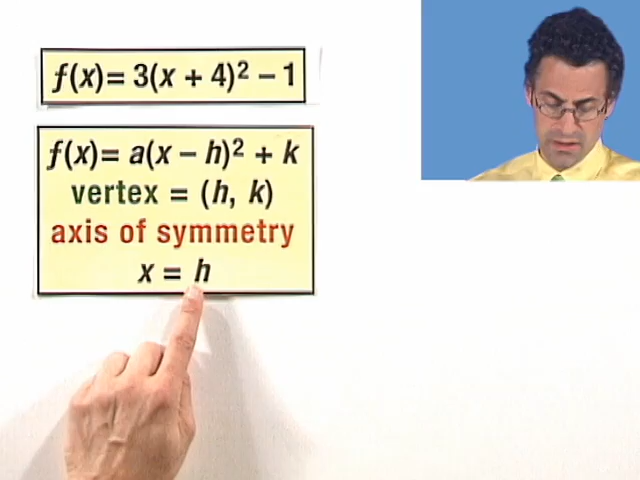 f(x)= 3(x + 4)² − 1
f(x)= a(x − h)² + k
vertex = (h, k)
axis of symmetry
x = h